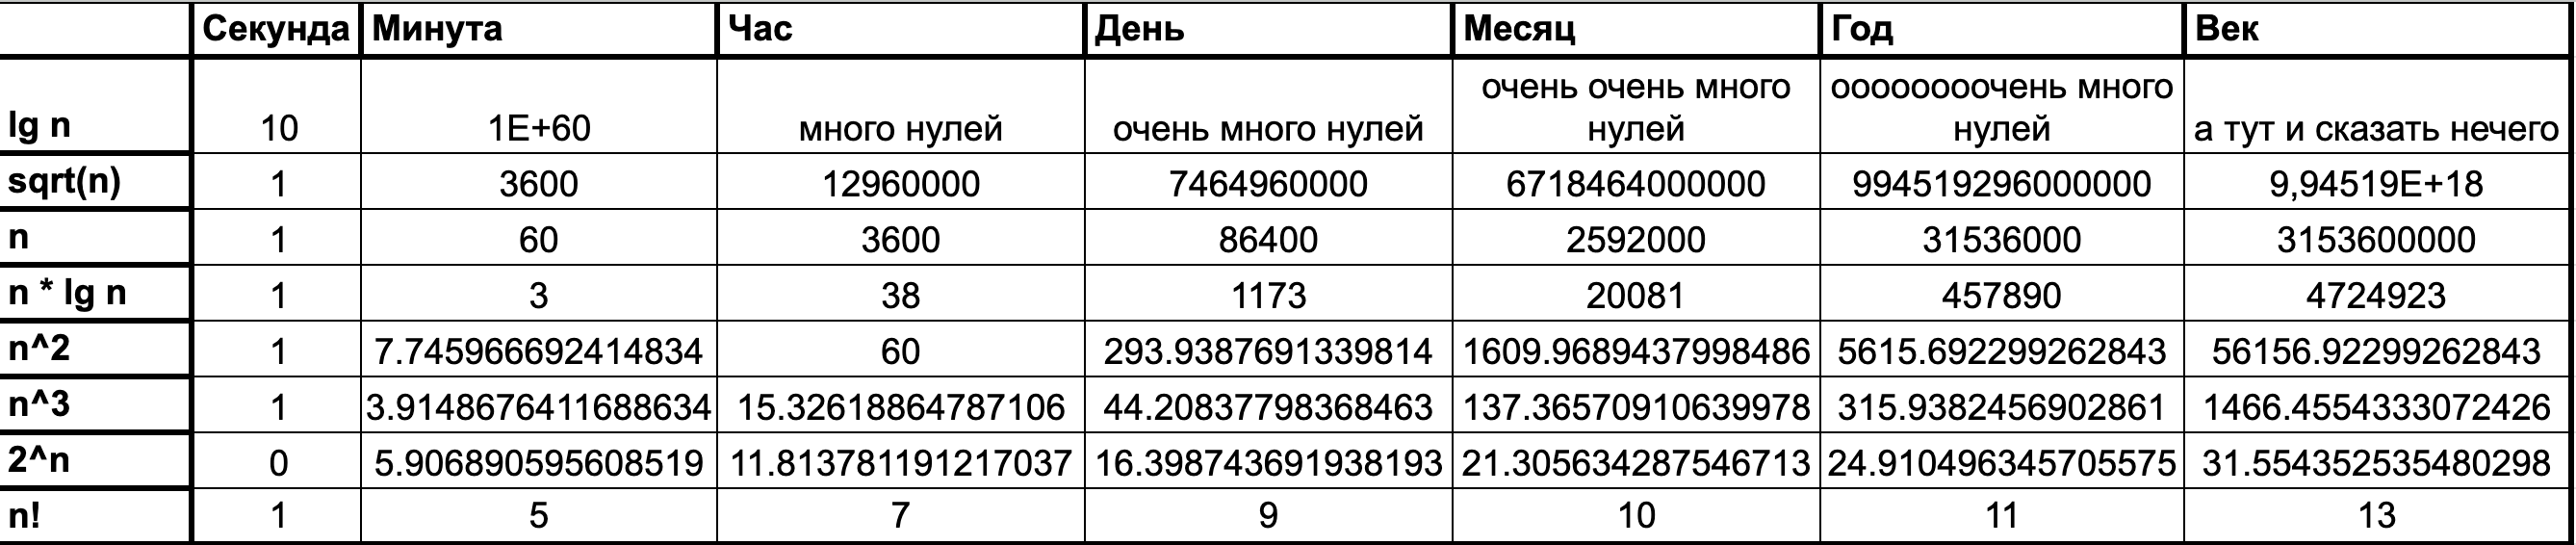 Секунда Минута Час День Месяц Год Век
lg n 10 1E+60 много нулей очень много нулей очень очень много нулей оооооооочень много нулей а тут и сказать нечего
sqrt(n) 1 3600 12960000 7464960000 6718464000000 994519296000000 9,94519E+18
n 1 60 3600 86400 2592000 31536000 3153600000
n * lg n 1 3 38 1173 20081 457890 4724923
n^2 1 7.745966692414834 60 293.9387691339814 1609.9689437998486 5615.692299262843 56156.92299262843
n^3 1 3.9148676411688634 15.32618864787106 44.20837798368463 137.36570910639978 315.9382456902861 1466.4554333072426
2^n 0 5.906890595608519 11.813781191217037 16.398743691938193 21.305634287546713 24.910496345705575 31.554352535480298
n! 1 5 7 9 10 11 13